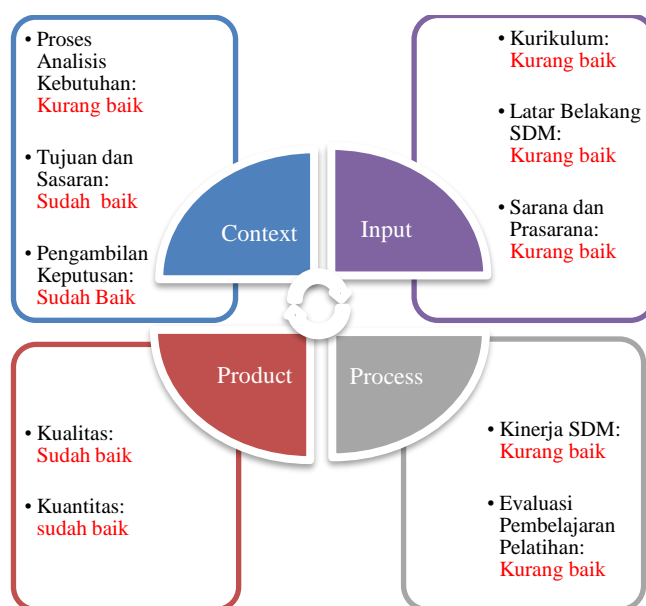 • Proses
Analisis
Kebutuhan:
Kurang baik
• Tujuan dan
Sasaran:
Sudah baik
• Pengambilan
Keputusan:
Sudah Baik
• Kurikulum:
Kurang baik
• Latar Belakang
SDM:
Kurang baik
• Sarana dan
Prasarana:
Kurang baik
Context
Input
Product
Process
• Kualitas:
Sudah baik
• Kuantitas:
sudah baik
• Kinerja SDM:
Kurang baik
• Evaluasi
Pembelajaran
Pelatihan:
Kurang baik